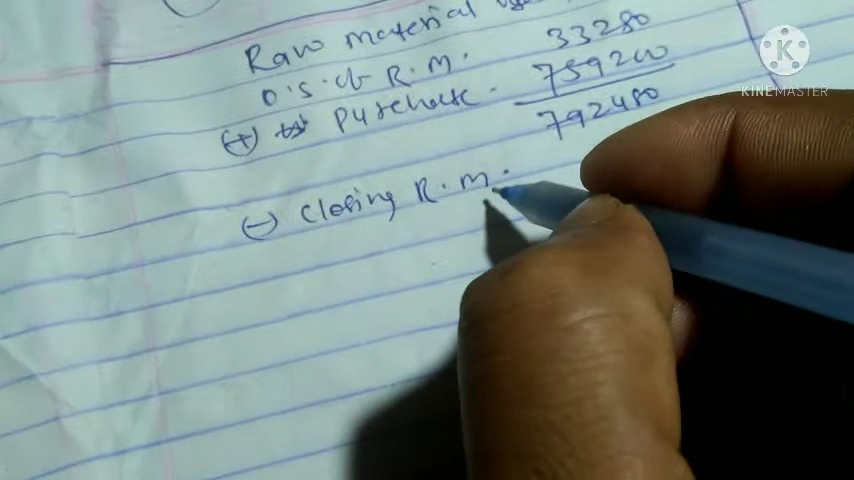 Raw material
O.S. of R.M. 33280
(+) Purchase. 759200
792480
(-) Closing R.M.
K
KINEMASTER